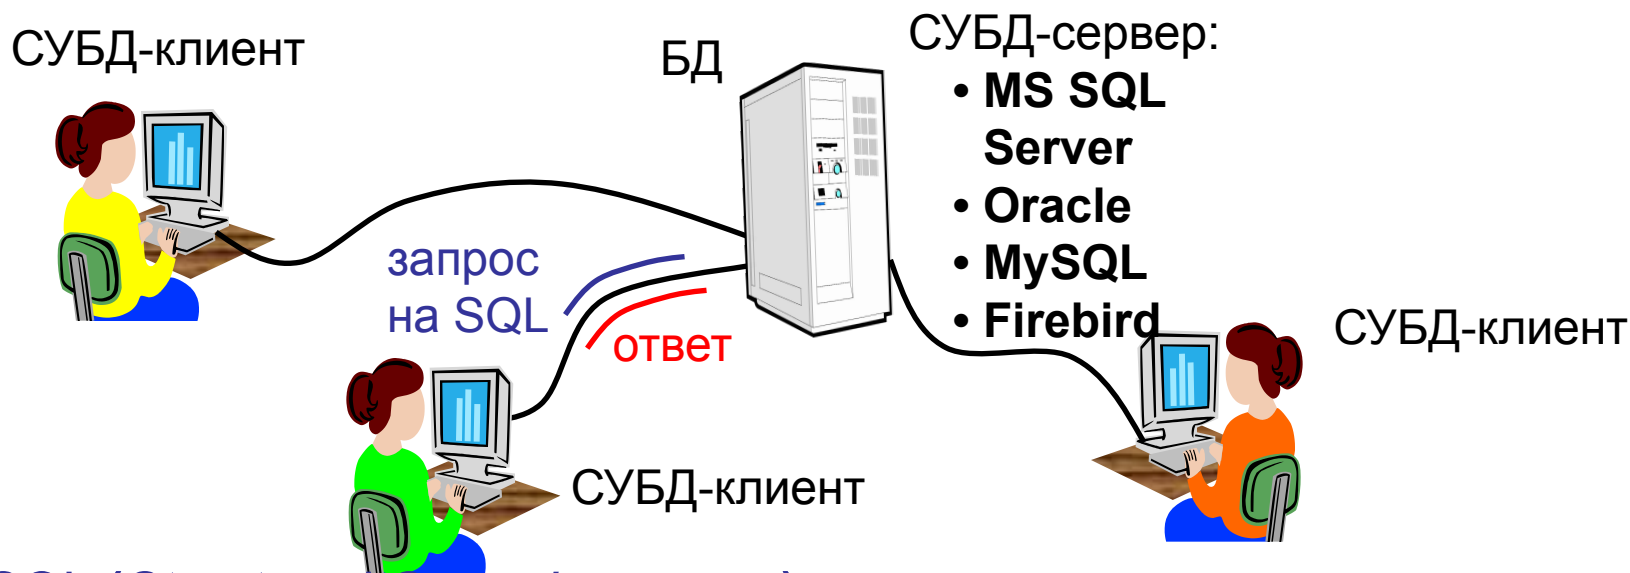 СУБД-клиент
БД
СУБД-сервер:
• MS SQL
Server
• Oracle
• MySQL
• Firebird
запрос
на SQL
ответ
СУБД-клиент
СУБД-клиент